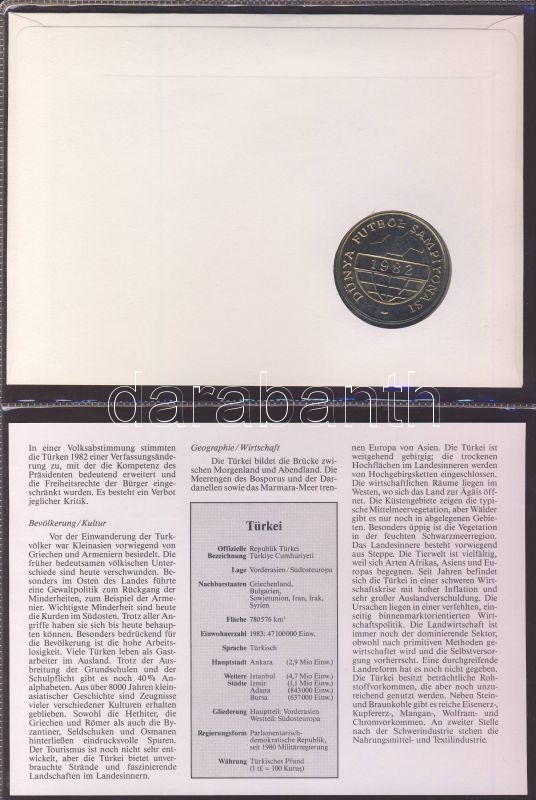 DÜNYA FUTBOL ŞAMPİYONASI
1982
darabanth
In einer Volksabstimmung stimmten
die Türken 1982 einer Verfassungsände-
rung zu, mit der die Kompetenz des
Präsidenten bedeutend erweitert und
die Freiheitsrechte der Bürger einge-
schränkt wurden. Es besteht ein Verbot
jeglicher Kritik.
Bevölkerung/Kultur
Vor der Einwanderung der Turk-
völker war Kleinasien vorwiegend von
Griechen und Armeniern besiedelt. Die
früher bedeutsamen völkischen Unter-
schiede sind heute verschwunden. Be-
sonders im Osten des Landes führte
eine Gewaltpolitik zum Rückgang der
Minderheiten, zum Beispiel der Arme-
nier. Wichtigste Minderheit sind heute
die Kurden im Südosten. Trotz aller An-
griffe haben sie sich bis heute behaup-
ten können. Besonders bedrückend für
die Bevölkerung ist die hohe Arbeits-
losigkeit. Viele Türken leben als Gast-
arbeiter im Ausland. Trotz der Aus-
breitung der Grundschulen und der
Schulpflicht gibt es noch 40% An-
alphabeten. Aus über 8000 Jahren klein-
asiatischer Geschichte sind Zeugnisse
vieler verschiedener Kulturen erhalten
geblieben. Sowohl die Hethiter, die
Griechen und Römer als auch die By-
zantiner, Seldschuken und Osmanen
hinterließen eindrucksvolle Spuren.
Der Tourismus ist noch nicht sehr ent-
wickelt, aber die Türkei bietet unver-
brauchte Strände und faszinierende
Landschaften im Landesinnern.
Geographie/Wirtschaft
Die Türkei bildet die Brücke zwi-
schen Morgenland und Abendland. Die
Meerengen des Bosporus und der Dar-
danellen sowie das Marmara-Meer tren-
Türkei
Offizielle Republik Türkei
Bezeichnung Türkiye Cumhuriyeti
Lage Vorderasien/Südosteuropa
Nachbarstaaten Griechenland,
Bulgarien,
Sowjetunion, Iran, Irak,
Syrien
Fläche 780576 km²
Einwohnerzahl 1983: 47100000 Einw.
Sprache Türkisch
Hauptstadt Ankara (2,9 Mio Einw.)
Weitere Istanbul (4,7 Mio Einw.)
Städte Izmir (1,1 Mio Einw.)
Adana (843000 Einw.)
Bursa (637000 Einw.)
Gliederung Hauptteil: Vorderasien
Westteil: Südosteuropa
Regierungsform Parlamentarisch-
demokratische Republik,
seit 1980 Militärregierung
Währung Türkisches Pfund
(1 t£ = 100 Kuruş)
nen Europa von Asien. Die Türkei ist
weitgehend gebirgig; die trockenen
Hochflächen im Landesinneren werden
von Hochgebirgsketten eingeschlossen.
Die wirtschaftlichen Räume liegen im
Westen, wo sich das Land zur Ägäis öff-
net. Die Küstengebiete zeigen die typi-
sche Mittelmeervegetation, aber Wälder
gibt es nur noch in abgelegenen Gebie-
ten. Besonders üppig ist die Vegetation
in der feuchten Schwarzmeerregion.
Das Landesinnere besteht vorwiegend
aus Steppe. Die Tierwelt ist vielfältig,
weil sich Arten Afrikas, Asiens und Eu-
ropas begegnen. Seit Jahren befindet
sich die Türkei in einer schweren Wirt-
schaftskrise mit hoher Inflation und
sehr großer Auslandverschuldung. Die
Ursachen liegen in einer verfehlten, ein-
seitig binnenmarktorientierten Wirt-
schaftspolitik. Die Landwirtschaft ist
immer noch der dominierende Sektor,
obwohl nach primitiven Methoden ge-
wirtschaftet wird und die Selbstversor-
gung vorherrscht. Eine durchgreifende
Landreform hat es noch nicht gegeben.
Die Türkei besitzt beträchtliche Roh-
stoffvorkommen, die aber noch unzu-
reichend genutzt werden. Neben Stein-
und Braunkohle gibt es reiche Eisenerz-,
Kupfererz-, Mangan-, Wolfram- und
Chromvorkommen. An zweiter Stelle
nach der Schwerindustrie stehen die
Nahrungsmittel- und Textilindustrie.